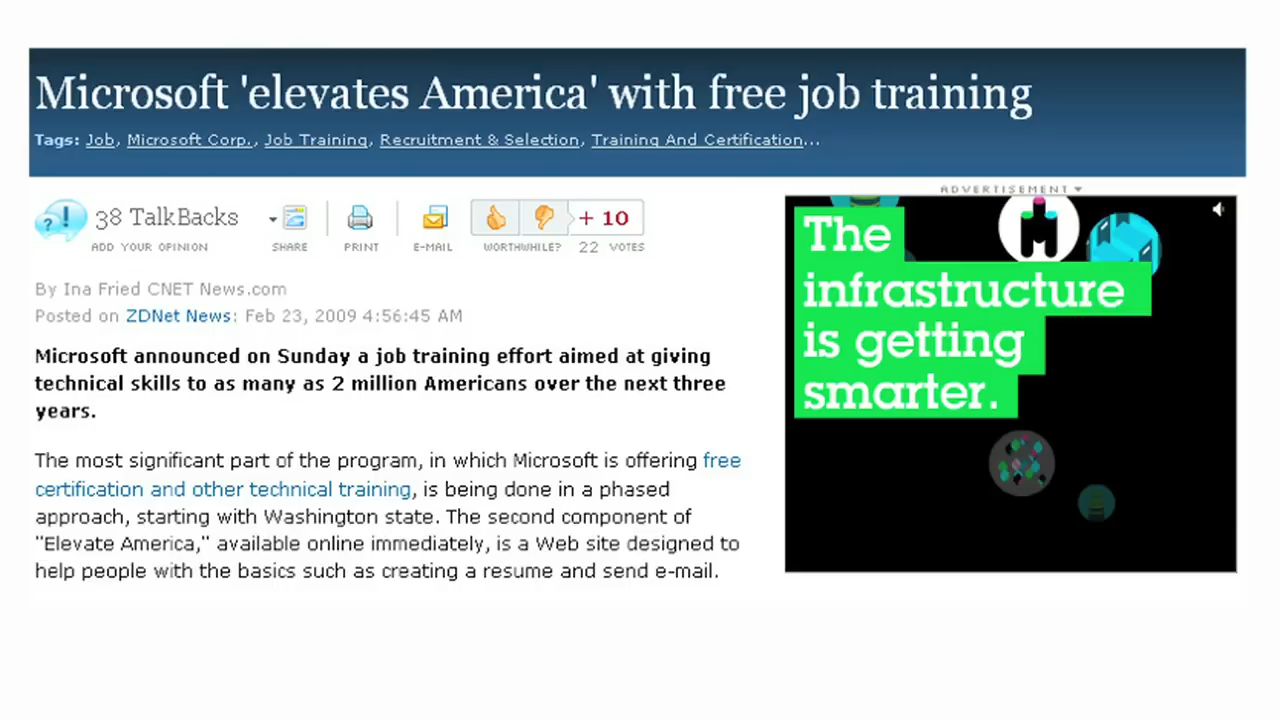 Microsoft 'elevates America' with free job training
Tags: Job, Microsoft Corp., Job Training, Recruitment & Selection, Training And Certification...
38 TalkBacks
ADD YOUR OPINION
SHARE
PRINT
E-MAIL
+ 10
WORTHWHILE?
22 VOTES
By Ina Fried CNET News.com
Posted on ZDNet News: Feb 23, 2009 4:56:45 AM
Microsoft announced on Sunday a job training effort aimed at giving
technical skills to as many as 2 million Americans over the next three
years.
The most significant part of the program, in which Microsoft is offering free
certification and other technical training, is being done in a phased
approach, starting with Washington state. The second component of
"Elevate America," available online immediately, is a Web site designed to
help people with the basics such as creating a resume and send e-mail.
ADVERTISEMENT
The
infrastructure
is getting
smarter.